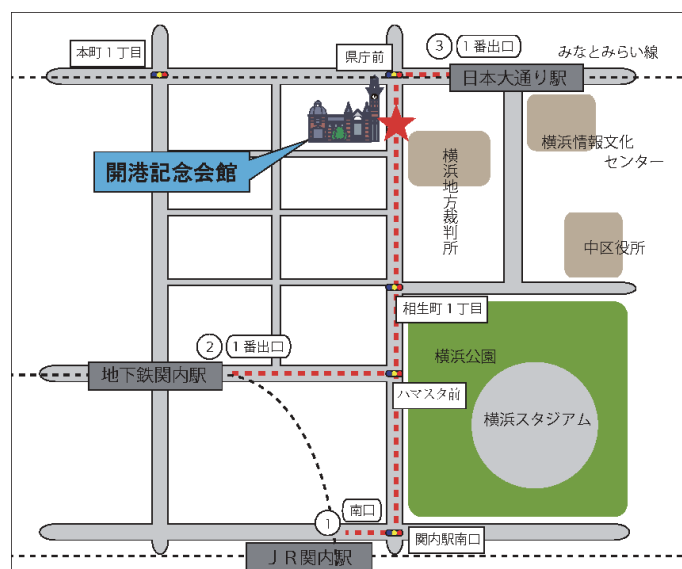 本町1丁目
県庁前
③
1番出口
みなとみらい線
日本大通り駅
開港記念会館
横浜地方裁判所
横浜情報文化
センター
中区役所
相生町1丁目
②
1番出口
地下鉄関内駅
横浜公園
ハマスタ前
横浜スタジアム
①
南口
関内駅南口
JR関内駅